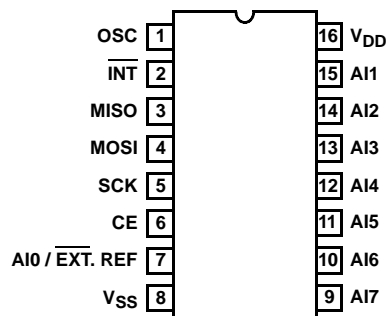 OSC 1 16 VDD
INT 2 15 AI1
MISO 3 14 AI2
MOSI 4 13 AI3
SCK 5 12 AI4
CE 6 11 AI5
AI0 / EXT. REF 7 10 AI6
VSS 8 9 AI7